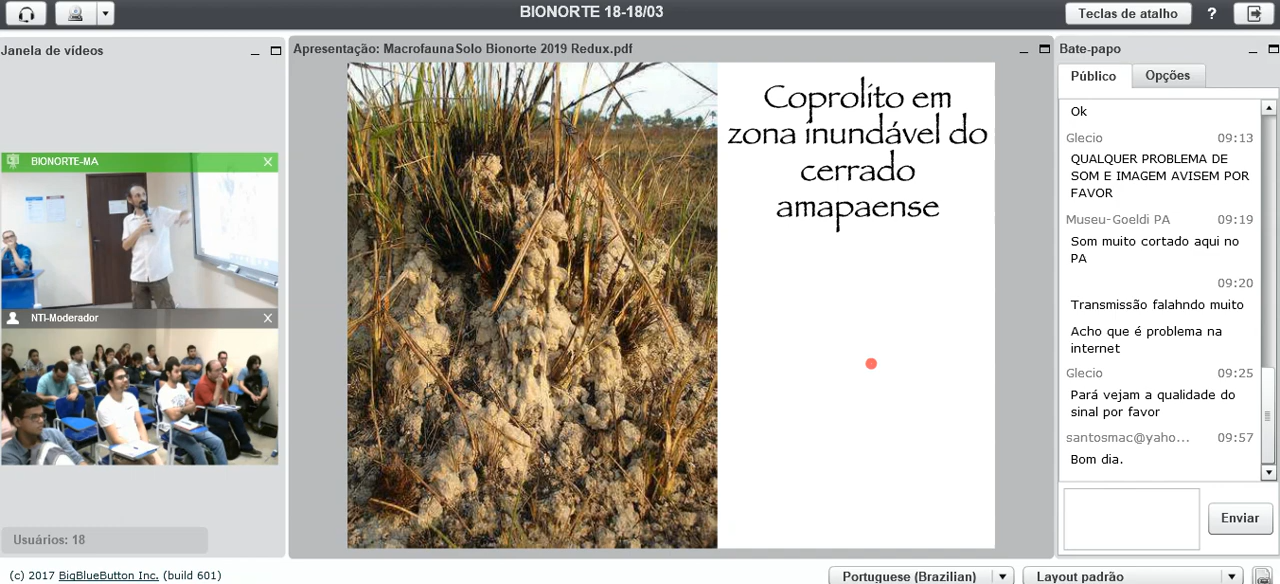 BIONORTE 18-18/03
Teclas de atalho
?
Janela de vídeos
BIONORTE-MA
NTI-Moderador
Usuários: 18
Apresentação: MacrofaunaSolo Bionorte 2019 Redux.pdf
Coprolito em
zona inundável do
cerrado
amapaense
Bate-papo
Público
Opções
Ok
Glecio 09:13
QUALQUER PROBLEMA DE
SOM E IMAGEM AVISEM POR
FAVOR
Museu-Goeldi PA 09:19
Som muito cortado aqui no
PA
09:20
Transmissão falahndo muito
Acho que é problema na
internet
Glecio 09:25
Pará vejam a qualidade do
sinal por favor
santosmac@yaho... 09:57
Bom dia.
Enviar
(c) 2017 BigBlueButton Inc. (build 601)
Portuguese (Brazilian)
Layout padrão